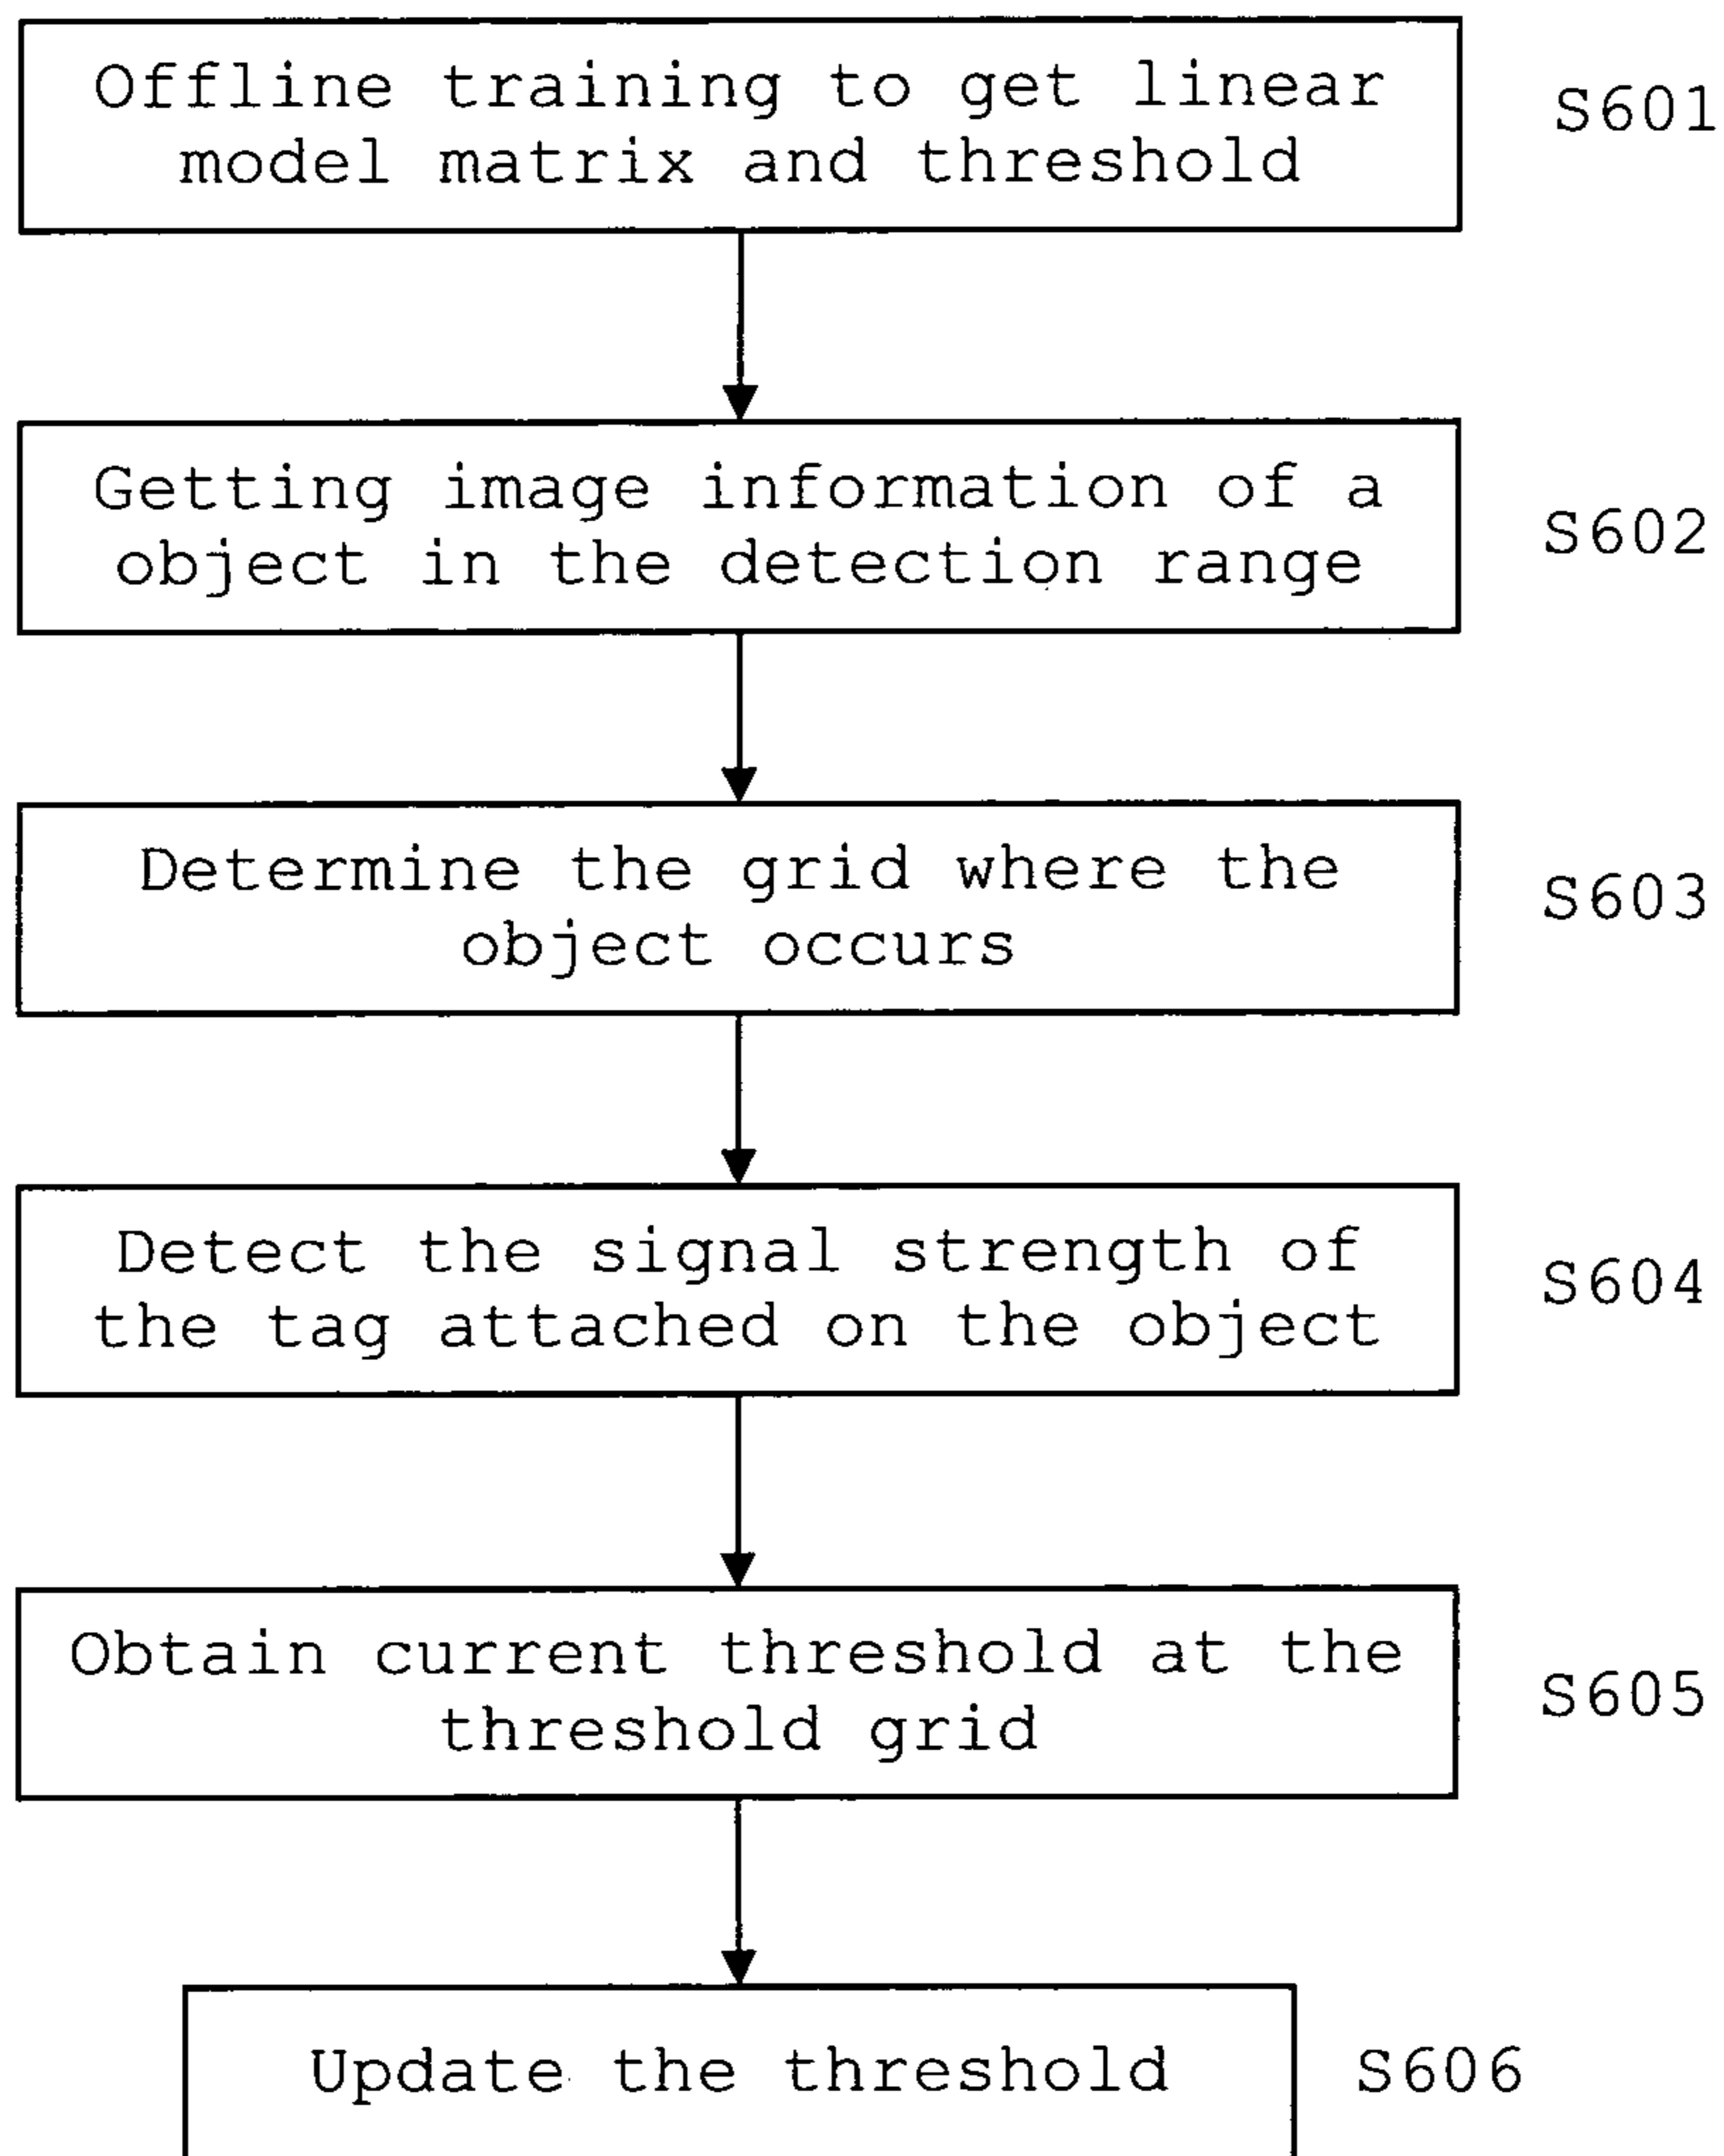 Offline training to get linear
model matrix and threshold
S601
Getting image information of a
object in the detection range
S602
Determine the grid where the
object occurs
S603
Detect the signal strength of
the tag attached on the object
S604
Obtain current threshold at the
threshold grid
S605
Update the threshold
S606